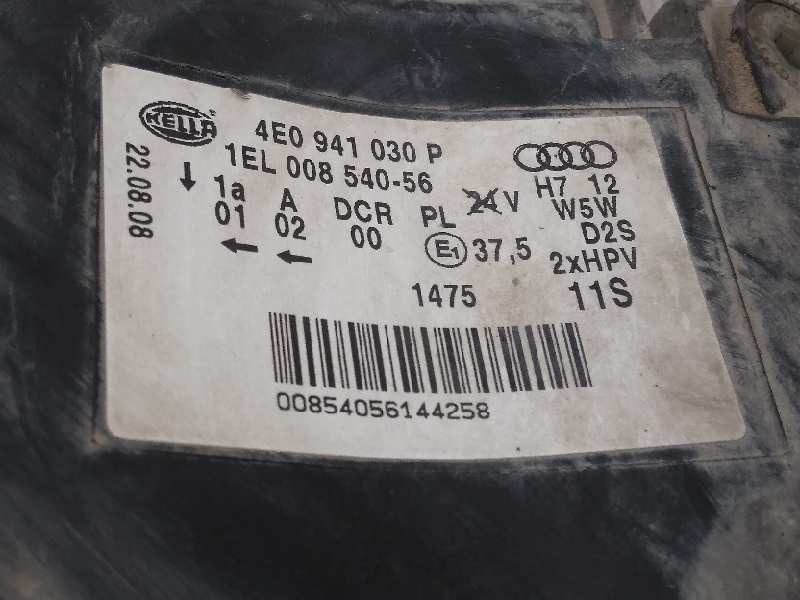 HELLA
4E0 941 030 P
1EL 008 540-56
22.08.08
1a A DCR PL 24V
01 02 00 E1 37,5
H7 12
W5W
D2S
2xHPV
1475 11S
00854056144258